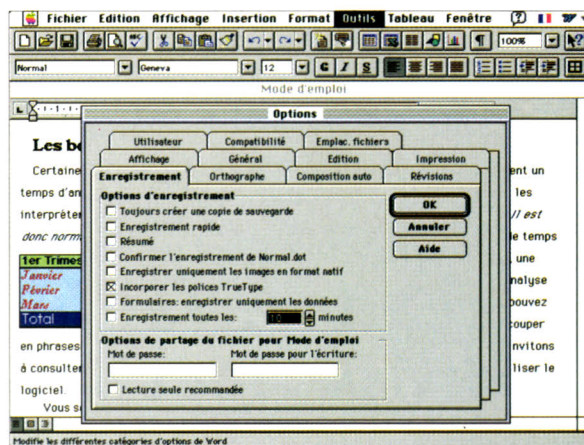 Fichier Edition Affichage Insertion Format Outils Tableau Fenêtre
100%
Normal Geneva 12 G I S
Mode d'emploi
Options
Utilisateur Compatibilité Emplac. fichiers
Affichage Général Edition Impression
Enregistrement Orthographe Composition auto Révisions
Options d'enregistrement
Toujours créer une copie de sauvegarde
Enregistrement rapide
Résumé
Confirmer l'enregistrement de Normal.dot
Enregistrer uniquement les images en format natif
Incorporer les polices TrueType
Formulaires: enregistrer uniquement les données
Enregistrement toutes les: 10 minutes
Options de partage du fichier pour Mode d'emploi
Mot de passe: Mot de passe pour l'écriture:
Lecture seule recommandée
OK
Annuler
Aide
Les be
Certaine
temps d'an
interpréter
donc norm
1er Trimes
Janvier
Février
Mars
Total
en phrases
à consulter
logiciel.
Vous s
ent un
les
il est
le temps
, une
nalyse
pouvez
couper
nvitons
liser le
Modifie les différentes catégories d'options de Word